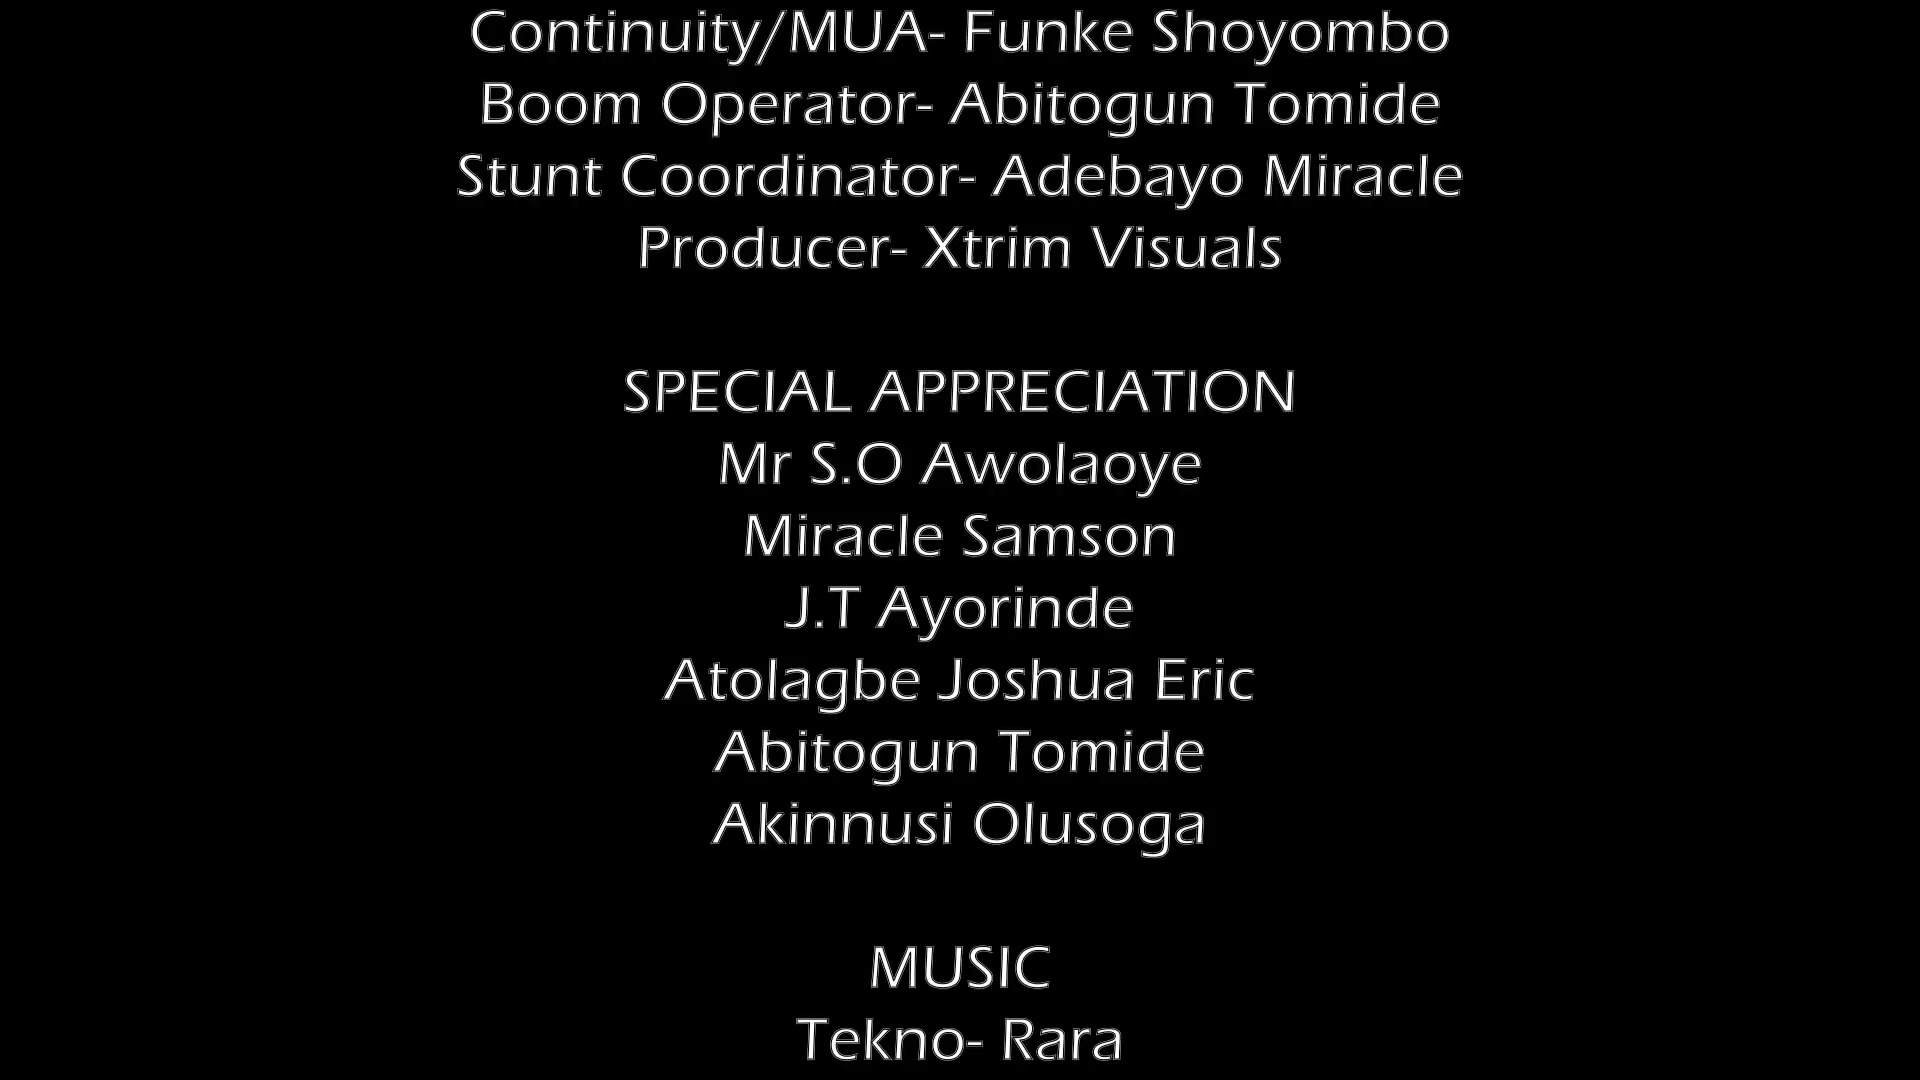 Continuity/MUA- Funke Shoyombo
Boom Operator- Abitogun Tomide
Stunt Coordinator- Adebayo Miracle
Producer- Xtrim Visuals
SPECIAL APPRECIATION
Mr S.O Awolaoye
Miracle Samson
J.T Ayorinde
Atolagbe Joshua Eric
Abitogun Tomide
Akinnusi Olusoga
MUSIC
Tekno- Rara